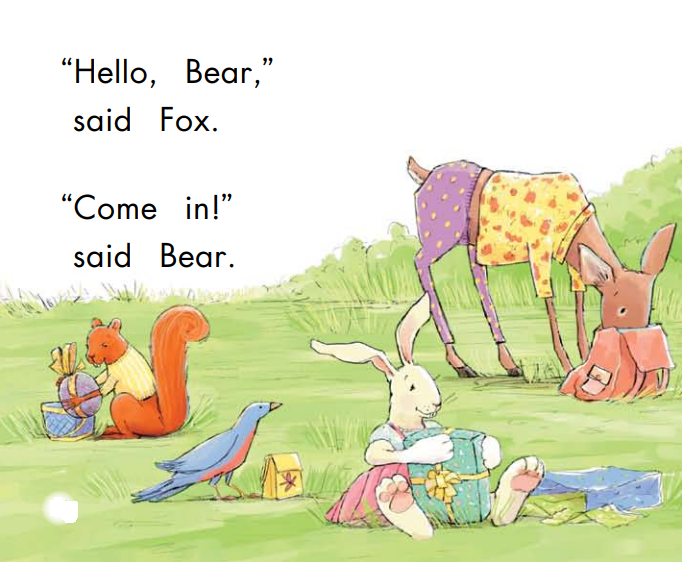 “Hello, Bear,”
said Fox.
“Come in!”
said Bear.